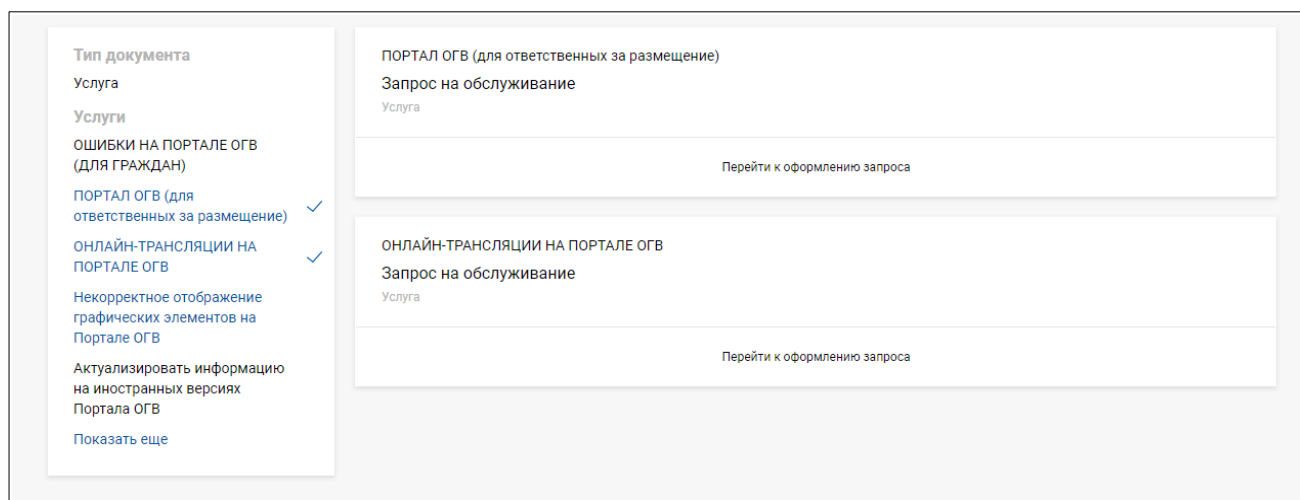 Тип документа
Услуга
Услуги
ОШИБКИ НА ПОРТАЛЕ ОГВ
(ДЛЯ ГРАЖДАН)
ПОРТАЛ ОГВ (для
ответственных за размещение)
ОНЛАЙН-ТРАНСЛЯЦИИ НА
ПОРТАЛЕ ОГВ
Некорректное отображение
графических элементов на
Портале ОГВ
Актуализировать информацию
на иностранных версиях
Портала ОГВ
Показать еще
ПОРТАЛ ОГВ (для ответственных за размещение)
Запрос на обслуживание
Услуга
Перейти к оформлению запроса
ОНЛАЙН-ТРАНСЛЯЦИИ НА ПОРТАЛЕ ОГВ
Запрос на обслуживание
Услуга
Перейти к оформлению запроса